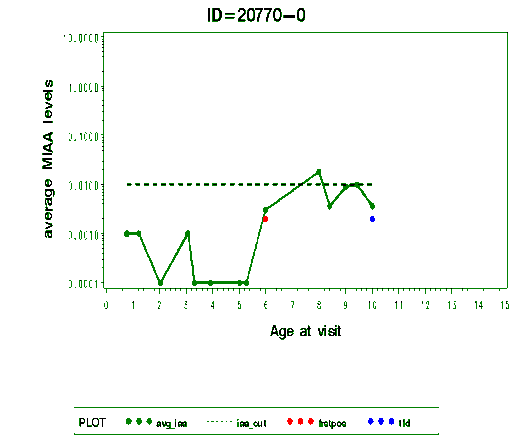 ID=20770-0
average MIAA levels
10.0000
1.0000
0.1000
0.0100
0.0010
0.0001
0 1 2 3 4 5 6 7 8 9 10 11 12 13 14 15
Age at visit
PLOT avg_iaa iaa_cut frstpos t1d